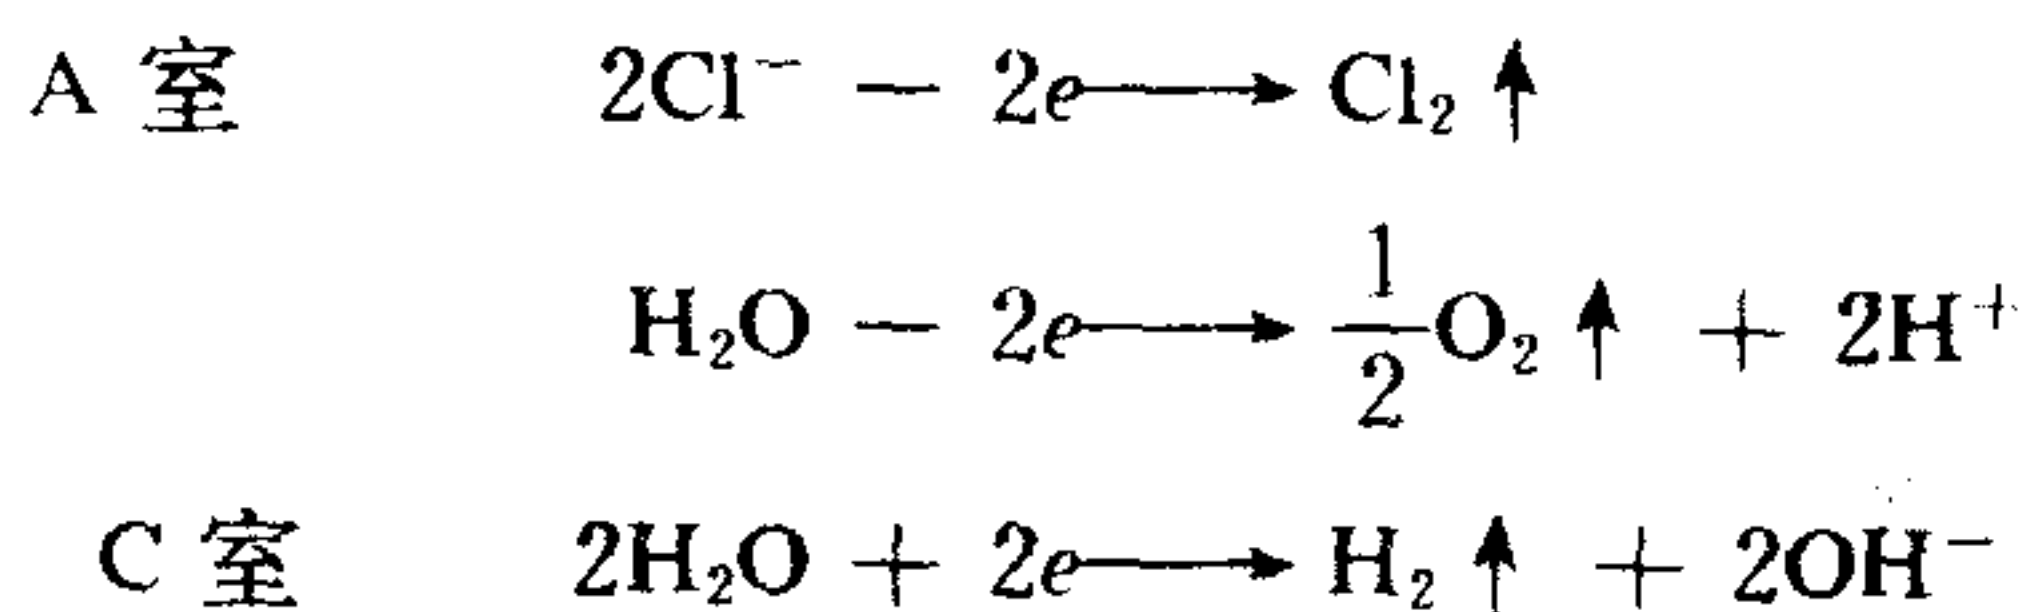 A 室 2Cl⁻ − 2e⟶Cl₂↑
H₂O − 2e⟶½O₂↑ + 2H⁺
C 室 2H₂O + 2e⟶H₂↑ + 2OH⁻